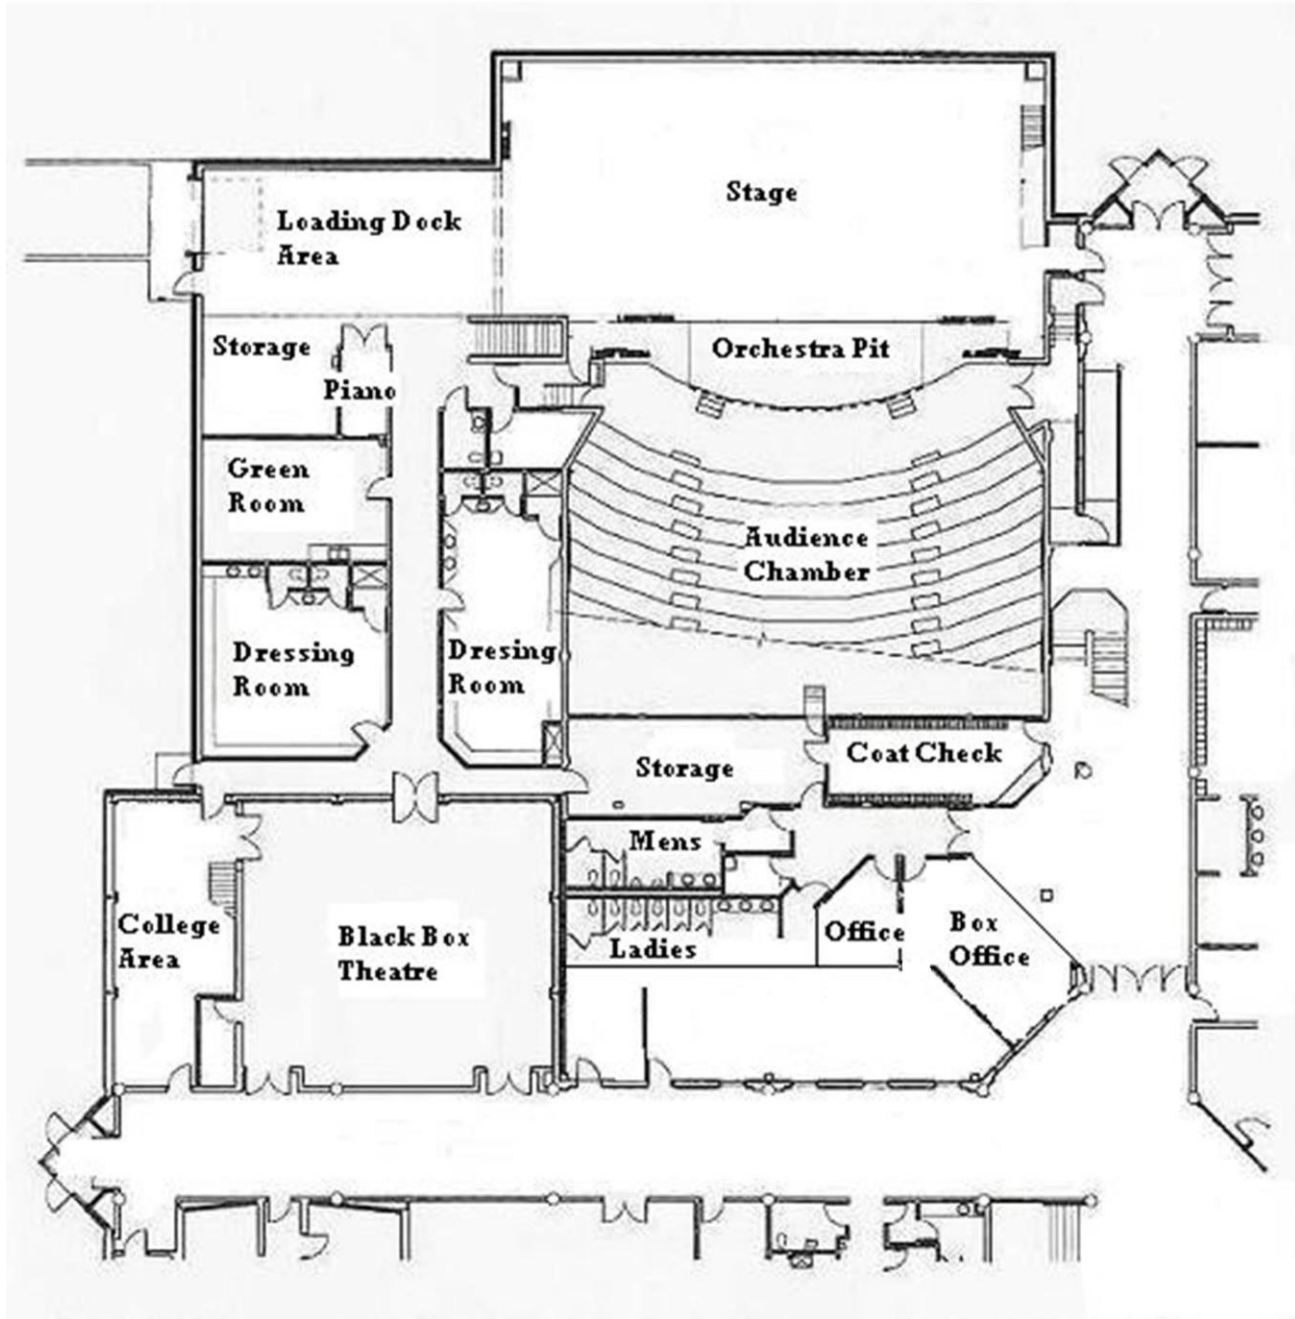 Stage
Loading Dock
Area
Storage
Piano
Orchestra Pit
Green
Room
Audience
Chamber
Dressing
Room
Dresing
Room
Storage
Coat Check
Mens
College
Area
Black Box
Theatre
Ladies
Office
Box
Office